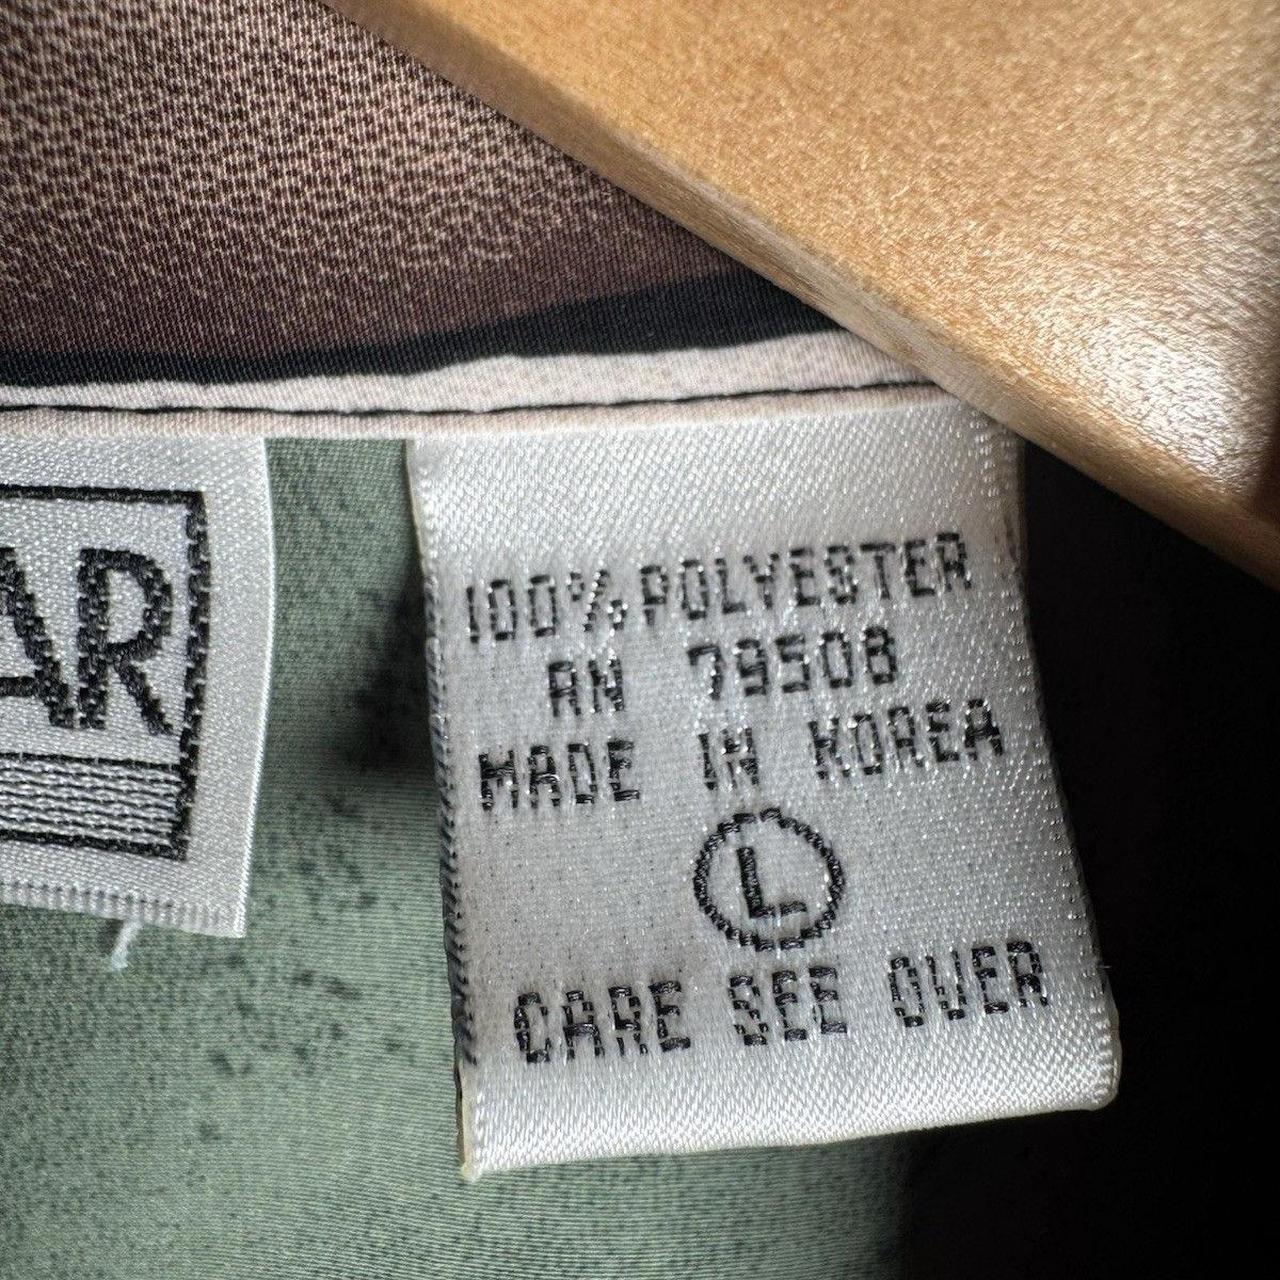 AR
100% POLYESTER
RN 79508
MADE IN KOREA
L
CARE SEE OVER